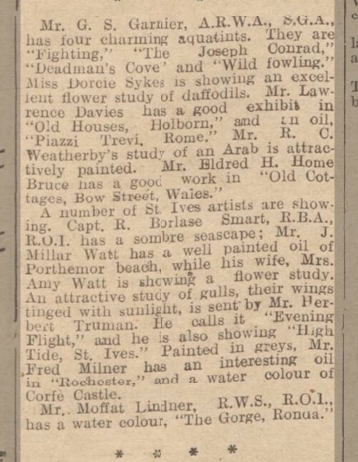 Mr. G. S. Garnier, A.R.W.A., S.G.A.,
has four charming aquatints. They are
"Fighting," "The Joseph Conrad,"
"Deadman's Cove' and "Wild fowling."
Miss Dorcie Sykes is showing an excel-
lent flower study of daffodils. Mr. Law-
rence Davies has a good exhibit in
"Old Houses, Holborn," and an oil,
"Piazzi Trevi, Rome." Mr. R. C.
Weatherby's study of an Arab is attrac-
tively painted. Mr. Eldred H. Home
Bruce has a good work in "Old Cot-
tages, Bow Street, Wales."
A number of St. Ives artists are show-
ing. Capt. R. Borlase Smart, R.B.A.,
R.O.I. has a sombre seascape; Mr. J.
Millar Watt has a well painted oil of
Porthemor beach, while his wife, Mrs.
Amy Watt is showing a flower study.
An attractive study of gulls, their wings
tinged with sunlight, is sent by Mr. Her-
bert Truman. He calls it "Evening
Flight," and he is also showing "High
Tide, St. Ives." Painted in greys, Mr.
Fred Milner has an interesting oil
in "Rochester," and a water colour of
Corfe Castle.
Mr. Moffat Lindner, R.W.S., R.O.I.,
has a water colour, "The Gorge, Ronda."
* * * *